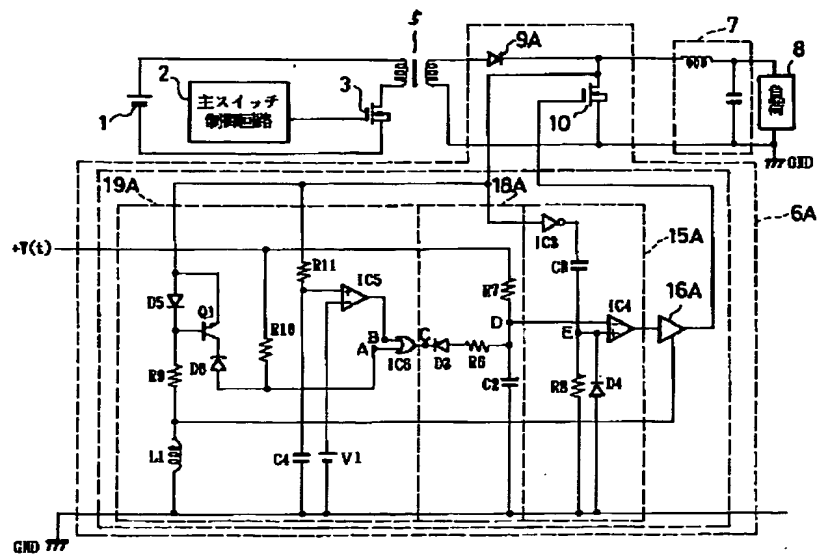 5
9A
7
8
2
主スイッチ
制御回路
3
1
10
負荷
GND
19A
18A
6A
+V(t)
IC3
15A
R11
IC5
C3
R7
D5
Q1
IC4
16A
R10
D
B
C
E
A
IC6
D3
R6
D6
R9
C2
R8
D4
L1
C4
V1
GND